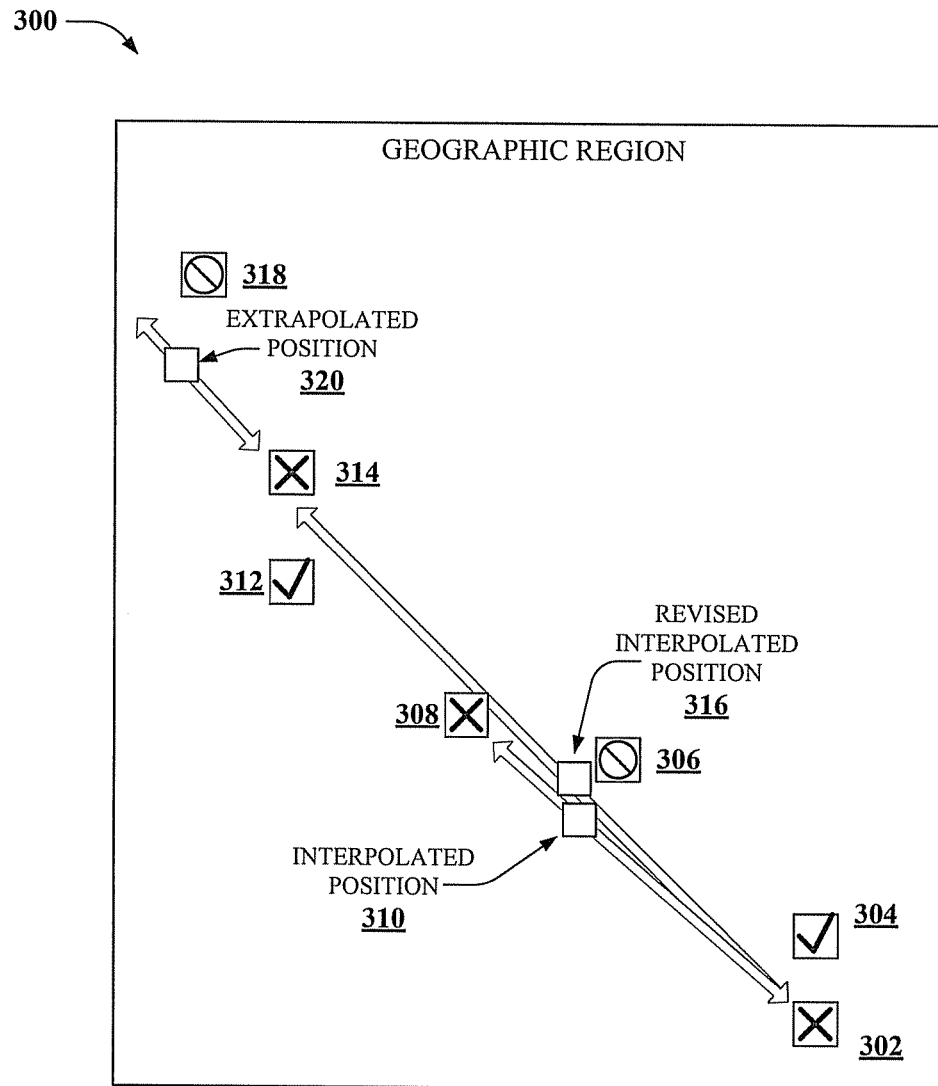 300
GEOGRAPHIC REGION
318
EXTRAPOLATED
POSITION
320
314
312
REVISED
INTERPOLATED
POSITION
316
308
306
INTERPOLATED
POSITION
310
304
302